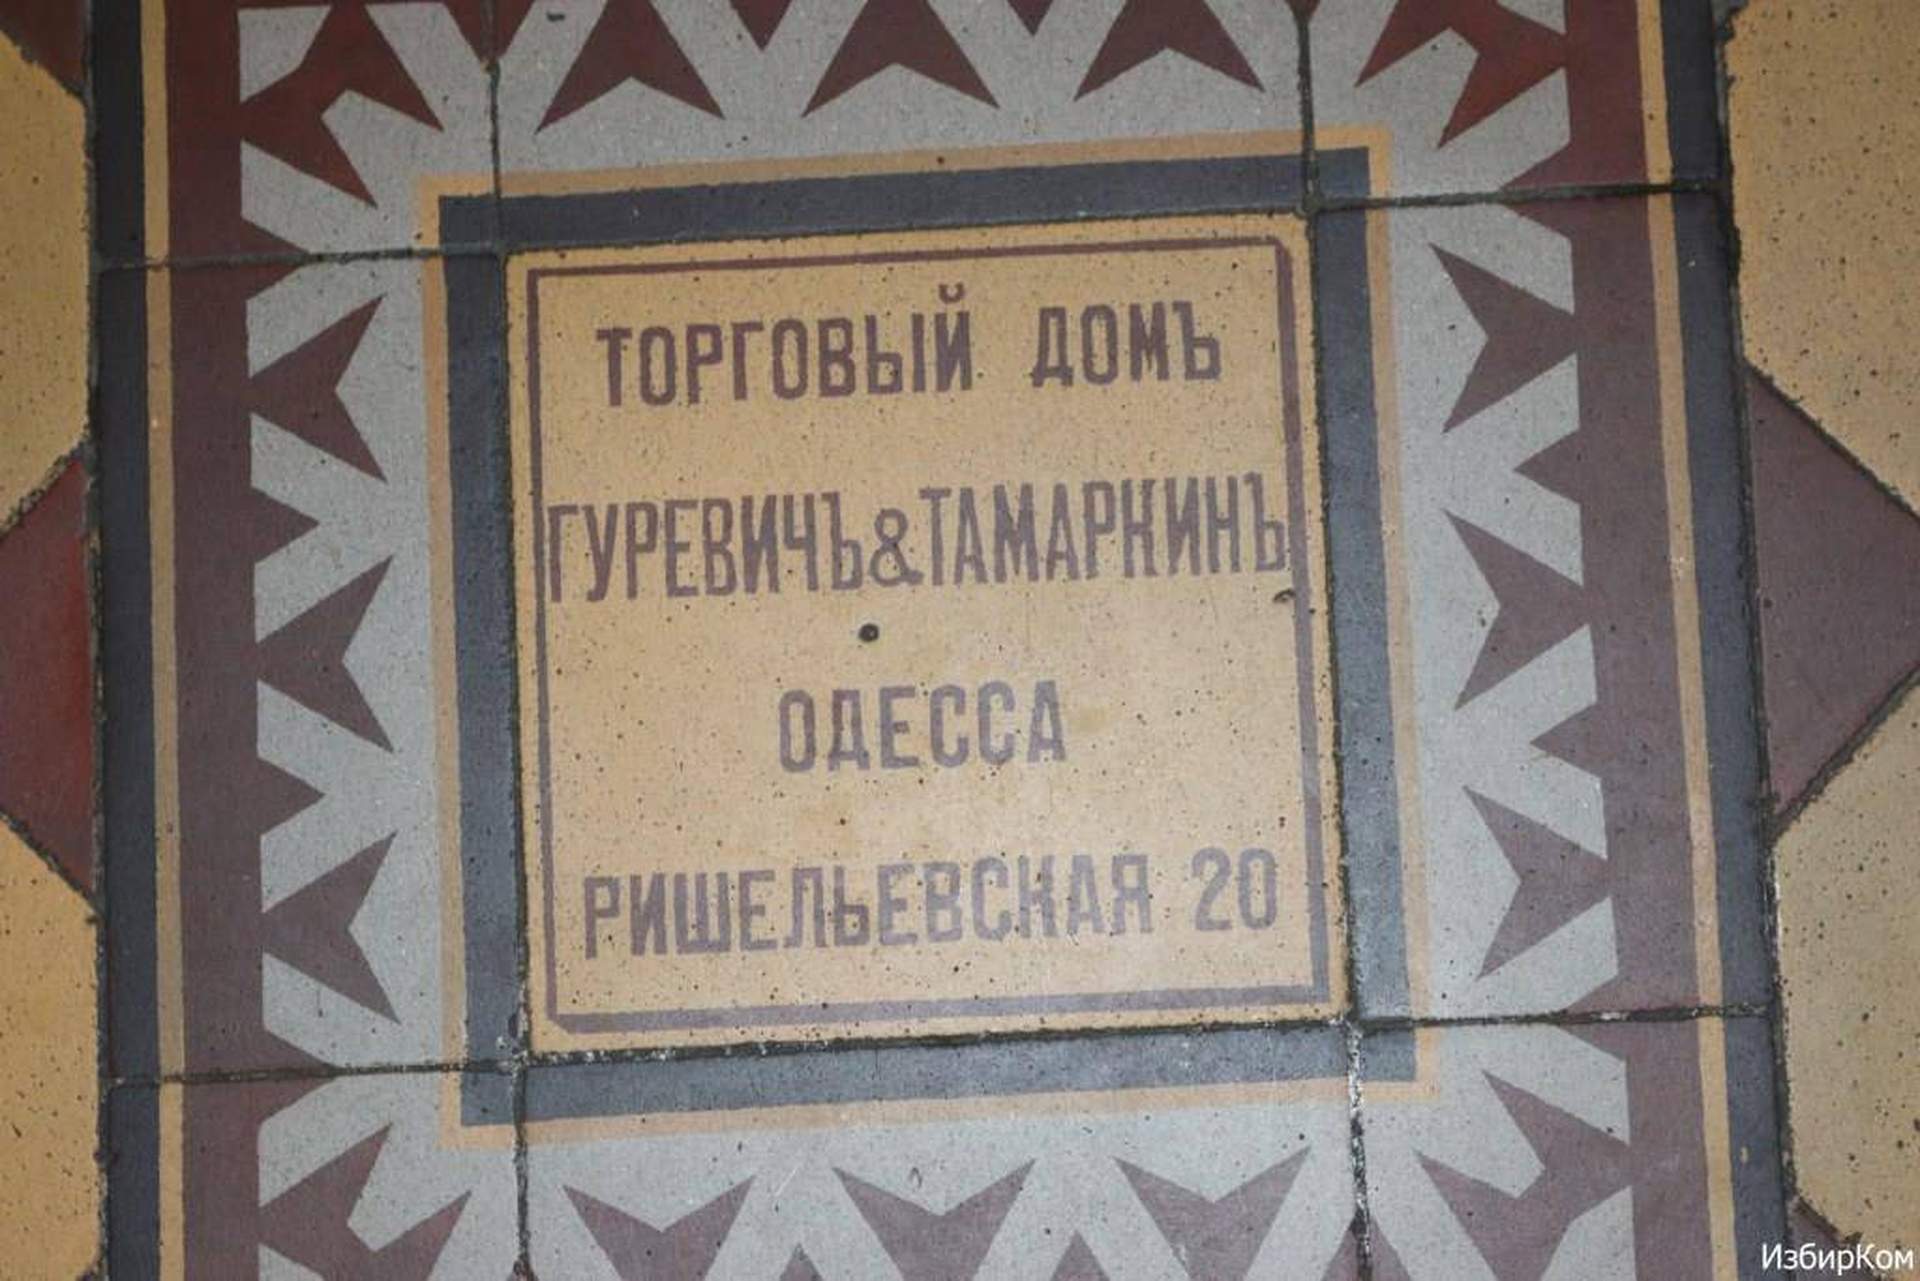 ТОРГОВЫЙ ДОМЪ
ГУРЕВИЧЪ&ТАМАРКИНЪ
ОДЕССА
РИШЕЛЬЕВСКАЯ 20
ИзбирКом